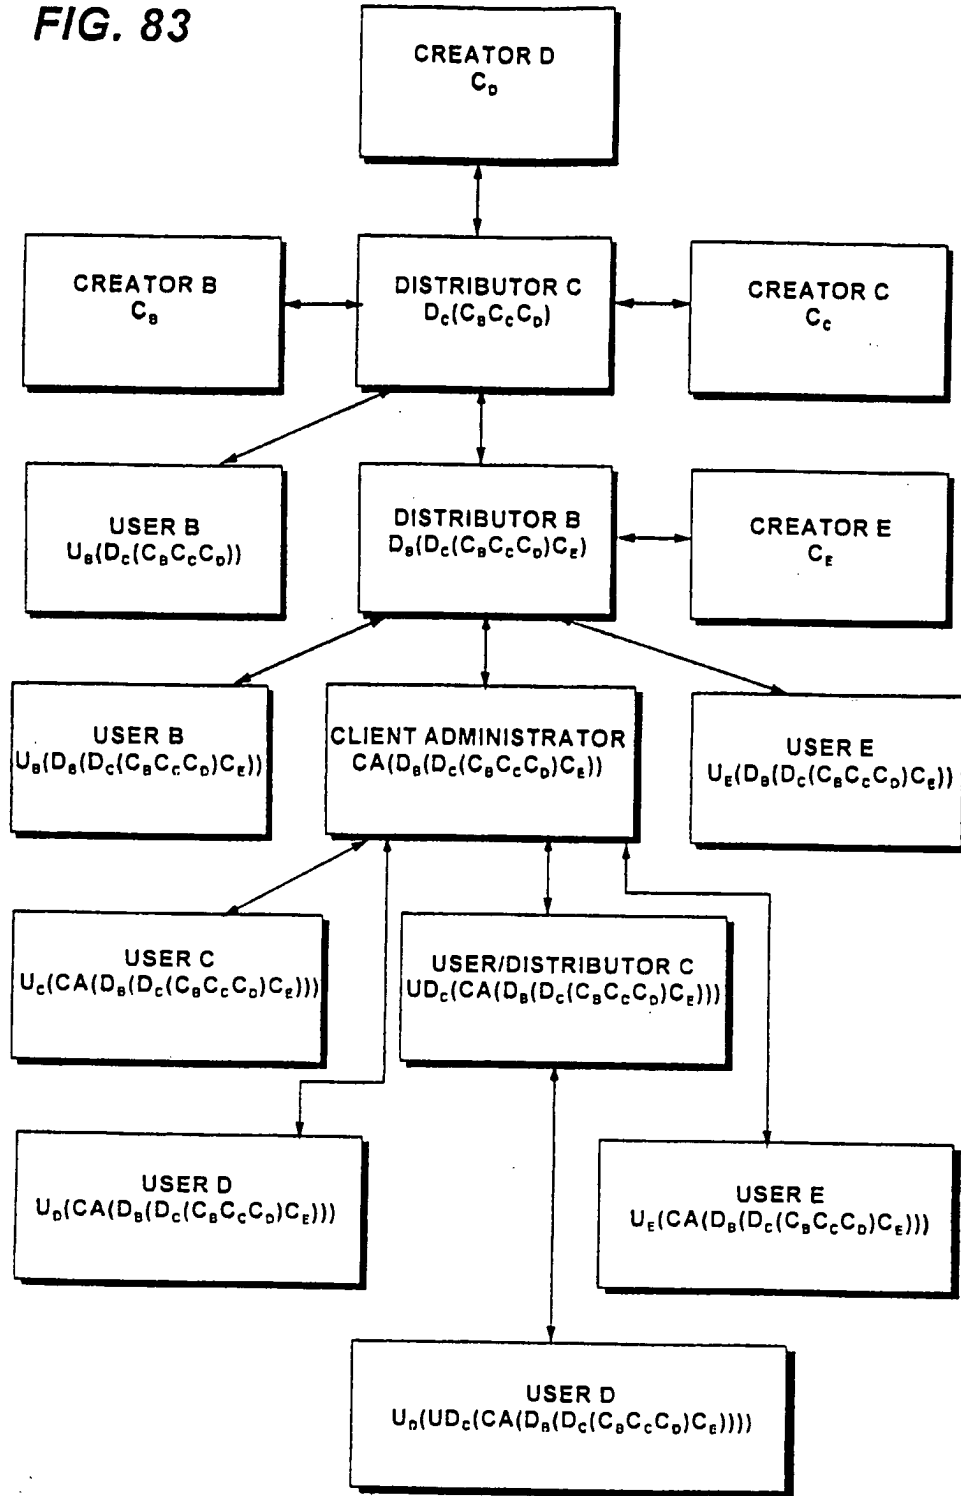 FIG. 83
CREATOR D
C_D
CREATOR B
C_B
DISTRIBUTOR C
D_C(C_BC_CC_D)
CREATOR C
C_C
USER B
U_B(D_C(C_BC_CC_D))
DISTRIBUTOR B
D_B(D_C(C_BC_CC_D)C_E)
CREATOR E
C_E
USER B
U_B(D_B(D_C(C_BC_CC_D)C_E))
CLIENT ADMINISTRATOR
CA(D_B(D_C(C_BC_CC_D)C_E))
USER E
U_E(D_B(D_C(C_BC_CC_D)C_E))
USER C
U_C(CA(D_B(D_C(C_BC_CC_D)C_E)))
USER/DISTRIBUTOR C
UD_C(CA(D_B(D_C(C_BC_CC_D)C_E)))
USER D
U_D(CA(D_B(D_C(C_BC_CC_D)C_E)))
USER E
U_E(CA(D_B(D_C(C_BC_CC_D)C_E)))
USER D
U_D(UD_C(CA(D_B(D_C(C_BC_CC_D)C_E))))